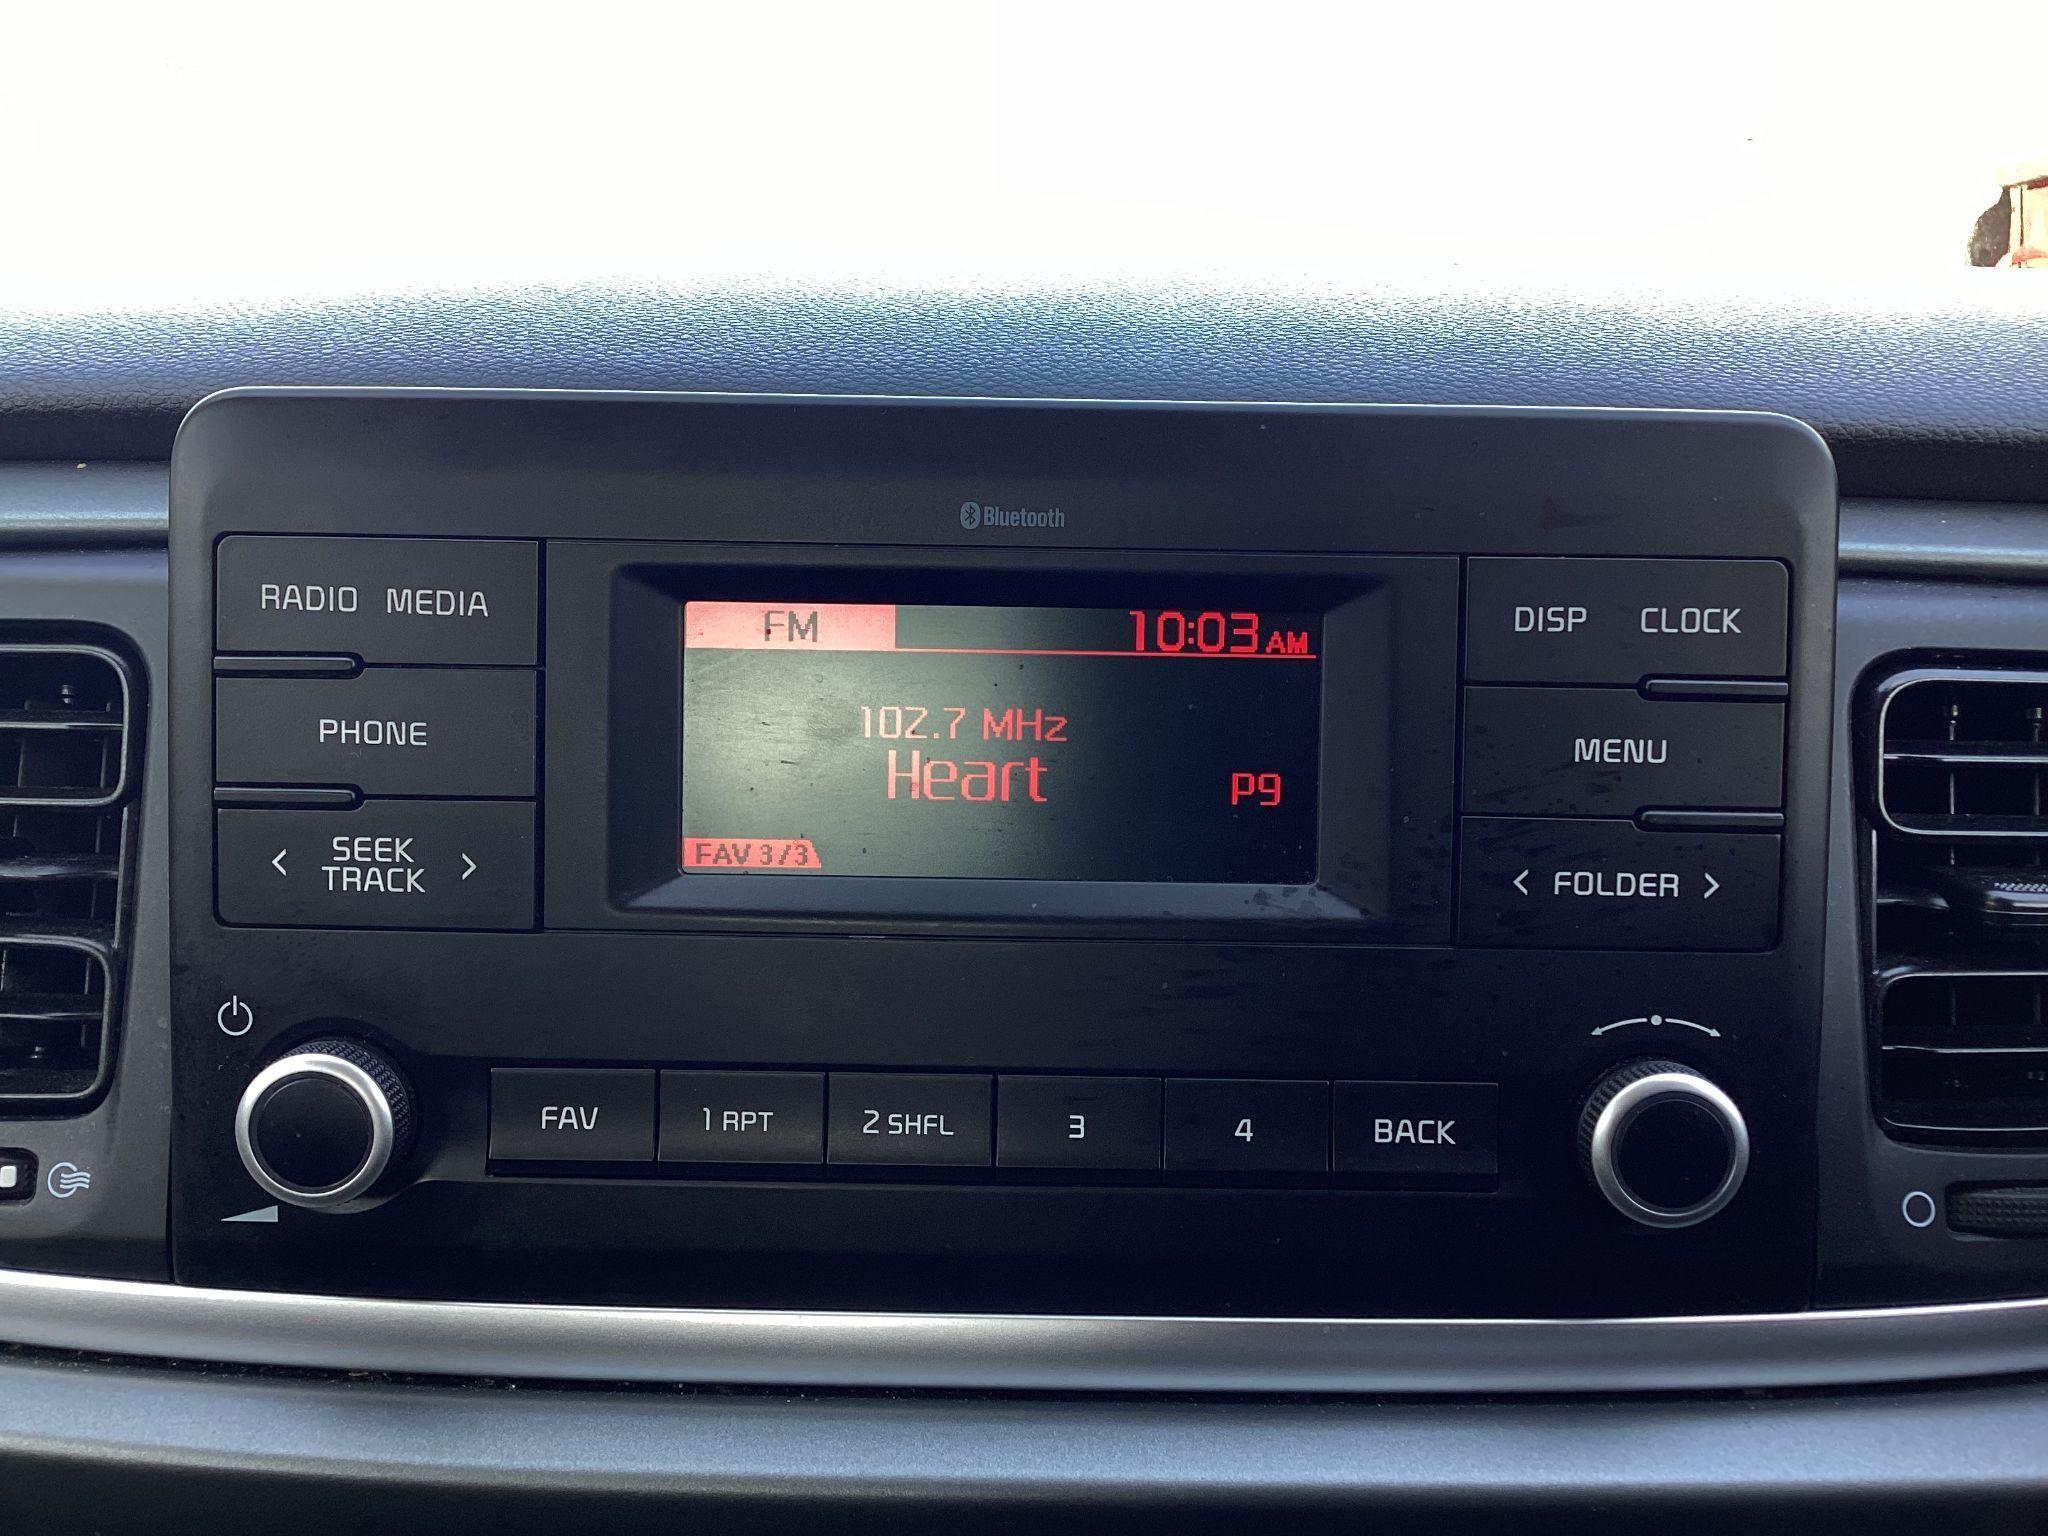 Bluetooth
RADIO MEDIA
PHONE
< SEEK TRACK >
FM 10:03 AM
102.7 MHz
Heart
P9
FAV 3/3
DISP CLOCK
MENU
< FOLDER >
FAV 1 RPT 2 SHFL 3 4 BACK